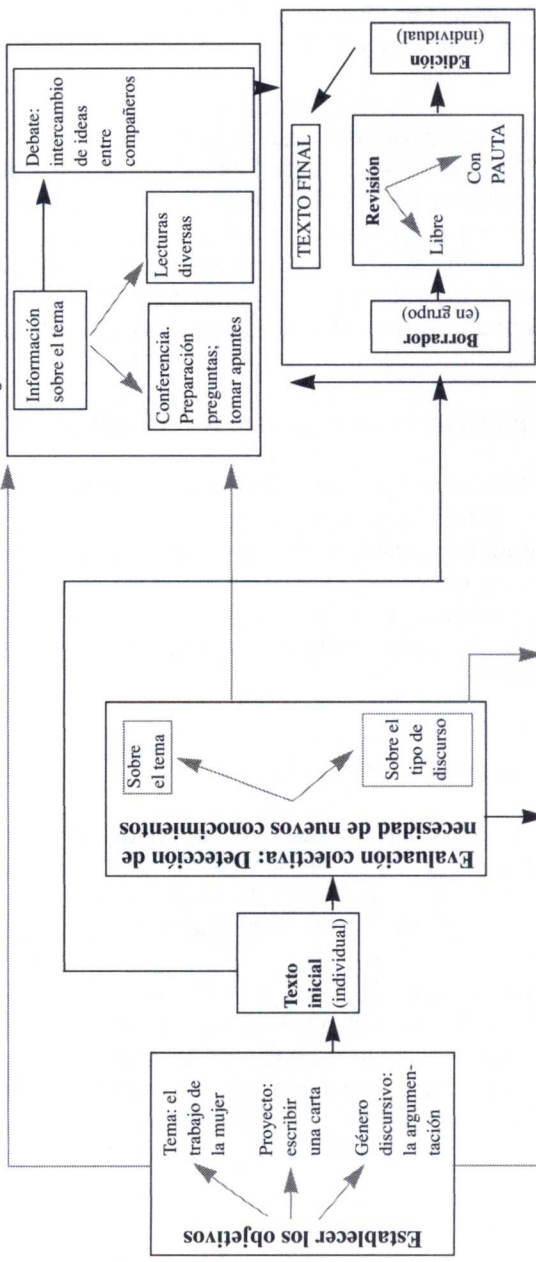 Establecer los objetivos
Tema: el
trabajo de
la mujer
Proyecto:
escribir
una carta
Género
discursivo:
la argumen-
tación
Texto
inicial
(individual)
Evaluación colectiva: Detección de
necesidad de nuevos conocimientos
Sobre
el tema
Sobre el
tipo de
discurso
Información
sobre el tema
Conferencia.
Preparación
preguntas;
tomar apuntes
Lecturas
diversas
Debate:
intercambio
de ideas
entre
compañeros
Borrador
(en grupo)
Revisión
Libre
Con
PAUTA
Edición
(individual)
TEXTO FINAL